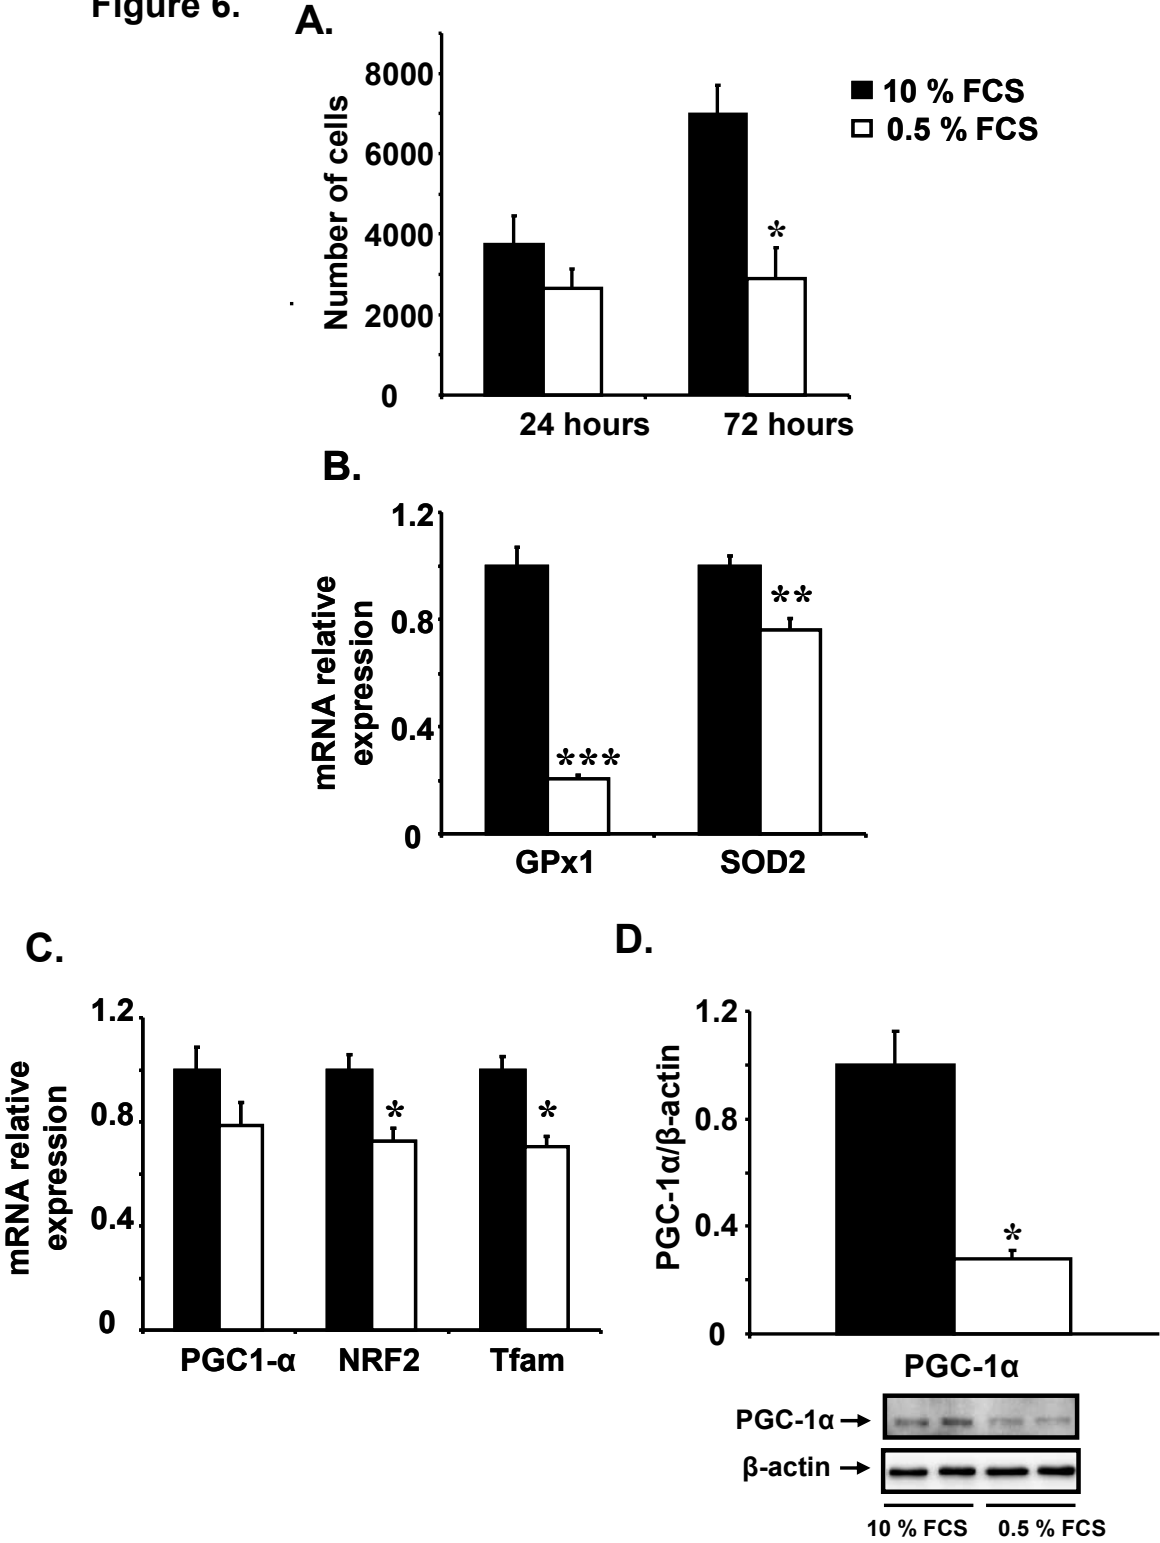 Figure 6.
A.
Number of cells
8000
6000
4000
2000
0
*
24 hours
72 hours
10 % FCS
0.5 % FCS
B.
mRNA relative
expression
1.2
0.8
0.4
0
***
**
GPx1
SOD2
C.
mRNA relative
expression
1.2
0.8
0.4
0
*
*
PGC1-α
NRF2
Tfam
D.
PGC-1α/β-actin
1.2
0.8
0.4
0
*
PGC-1α
PGC-1α
β-actin
10 % FCS
0.5 % FCS